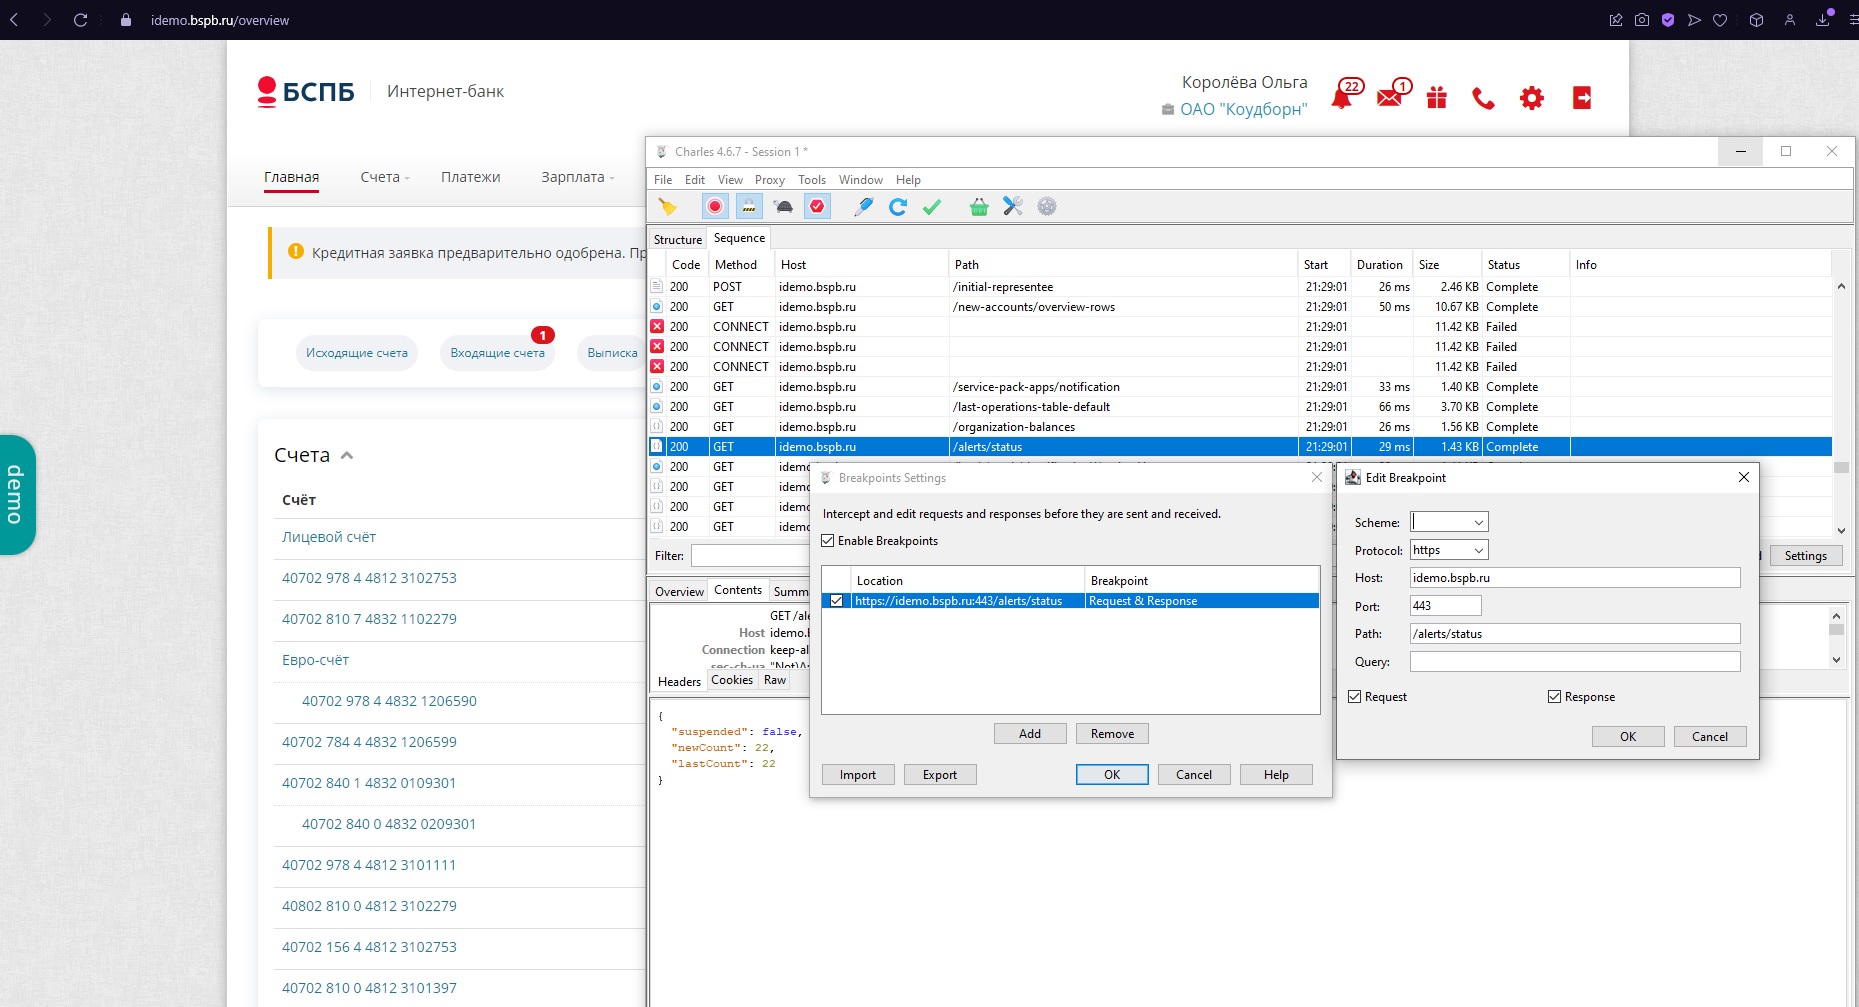 idemo.bspb.ru/overview
БСПБ
Интернет-банк
Королёва Ольга
ОАО "Коудборн"
22
1
Главная
Счета
Платежи
Зарплата
Кредитная заявка предварительно одобрена. Пр
Исходящие счета
Входящие счета
1
Выписка
demo
Счета
Счёт
Лицевой счёт
40702 978 4 4812 3102753
40702 810 7 4832 1102279
Евро-счёт
40702 978 4 4832 1206590
40702 784 4 4832 1206599
40702 840 1 4832 0109301
40702 840 0 4832 0209301
40702 978 4 4812 3101111
40802 810 0 4812 3102279
40702 156 4 4812 3102753
40702 810 0 4812 3101397
Charles 4.6.7 - Session 1 *
File Edit View Proxy Tools Window Help
Structure Sequence
Code Method Host Path Start Duration Size Status Info
200 POST idemo.bspb.ru /initial-representee 21:29:01 26 ms 2.46 KB Complete
200 GET idemo.bspb.ru /new-accounts/overview-rows 21:29:01 50 ms 10.67 KB Complete
200 CONNECT idemo.bspb.ru 21:29:01 11.42 KB Failed
200 CONNECT idemo.bspb.ru 21:29:01 11.42 KB Failed
200 CONNECT idemo.bspb.ru 21:29:01 11.42 KB Failed
200 GET idemo.bspb.ru /service-pack-apps/notification 21:29:01 33 ms 1.40 KB Complete
200 GET idemo.bspb.ru /last-operations-table-default 21:29:01 66 ms 3.70 KB Complete
200 GET idemo.bspb.ru /organization-balances 21:29:01 26 ms 1.56 KB Complete
200 GET idemo.bspb.ru /alerts/status 21:29:01 29 ms 1.43 KB Complete
200 GET
200 GET idemo
200 GET idemo
200 GET idemo
Filter:
Settings
Overview Contents Summ
GET /ale
Host idemo.b
Connection keep-al
Headers Cookies Raw
{
"suspended": false,
"newCount": 22,
"lastCount": 22
}
Breakpoints Settings
Intercept and edit requests and responses before they are sent and received.
Enable Breakpoints
Location Breakpoint
https://idemo.bspb.ru:443/alerts/status Request & Response
Add Remove
Import Export OK Cancel Help
Edit Breakpoint
Scheme:
Protocol: https
Host: idemo.bspb.ru
Port: 443
Path: /alerts/status
Query:
Request Response
OK Cancel